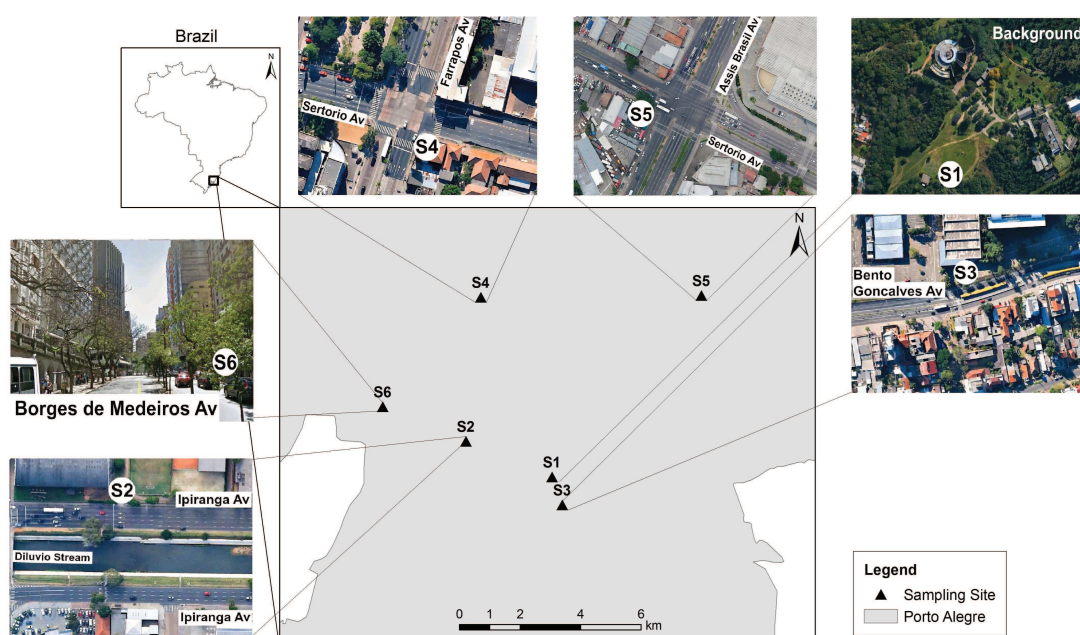 Brazil
N
Sertorio Av
Farrapos Av
S4
Assis Brasil Av
S5
Sertorio Av
Background
S1
N
Bento
Goncalves Av
S3
S4
S5
S6
Borges de Medeiros Av
S6
S2
S1
S3
S2
Ipiranga Av
Diluvio Stream
Ipiranga Av
0 1 2 4 6
km
Legend
Sampling Site
Porto Alegre